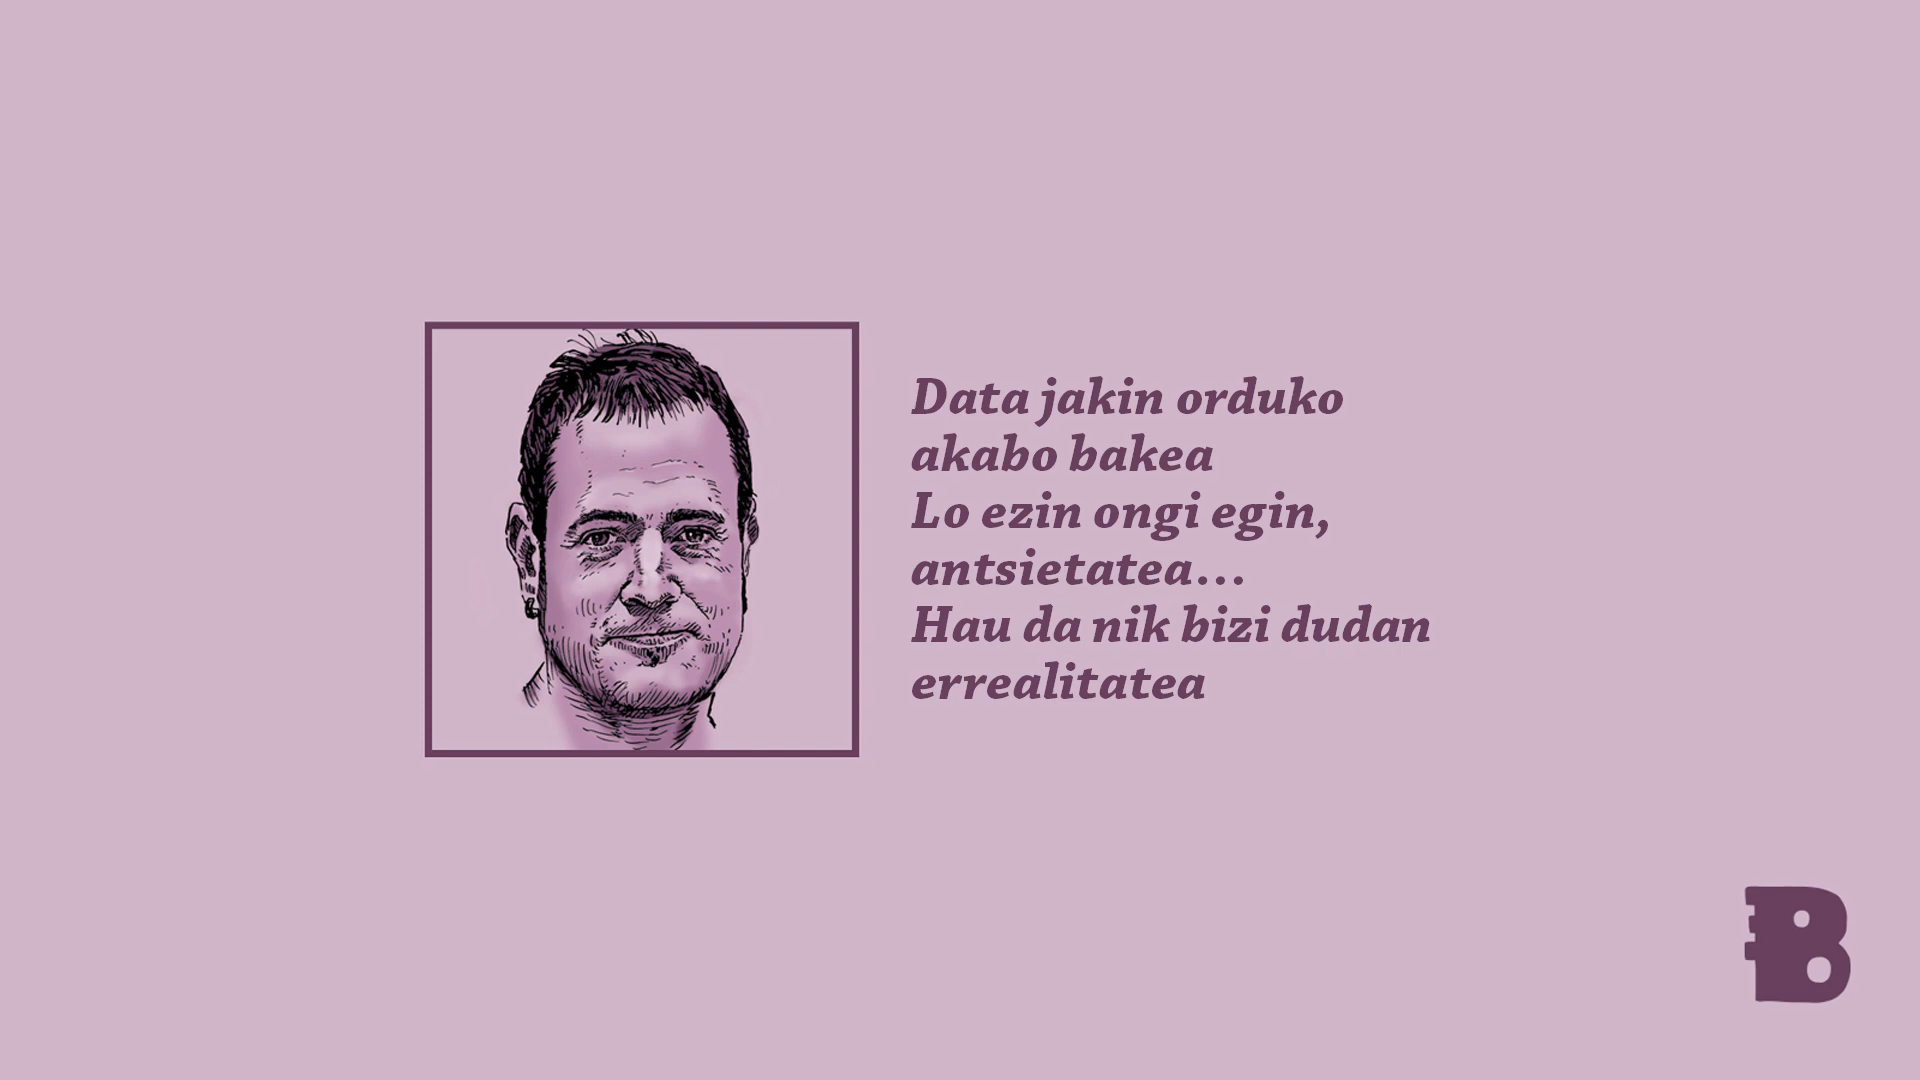 Data jakin orduko
akabo bakea
Lo ezin ongi egin,
antsietatea...
Hau da nik bizi dudan
errealitatea
B